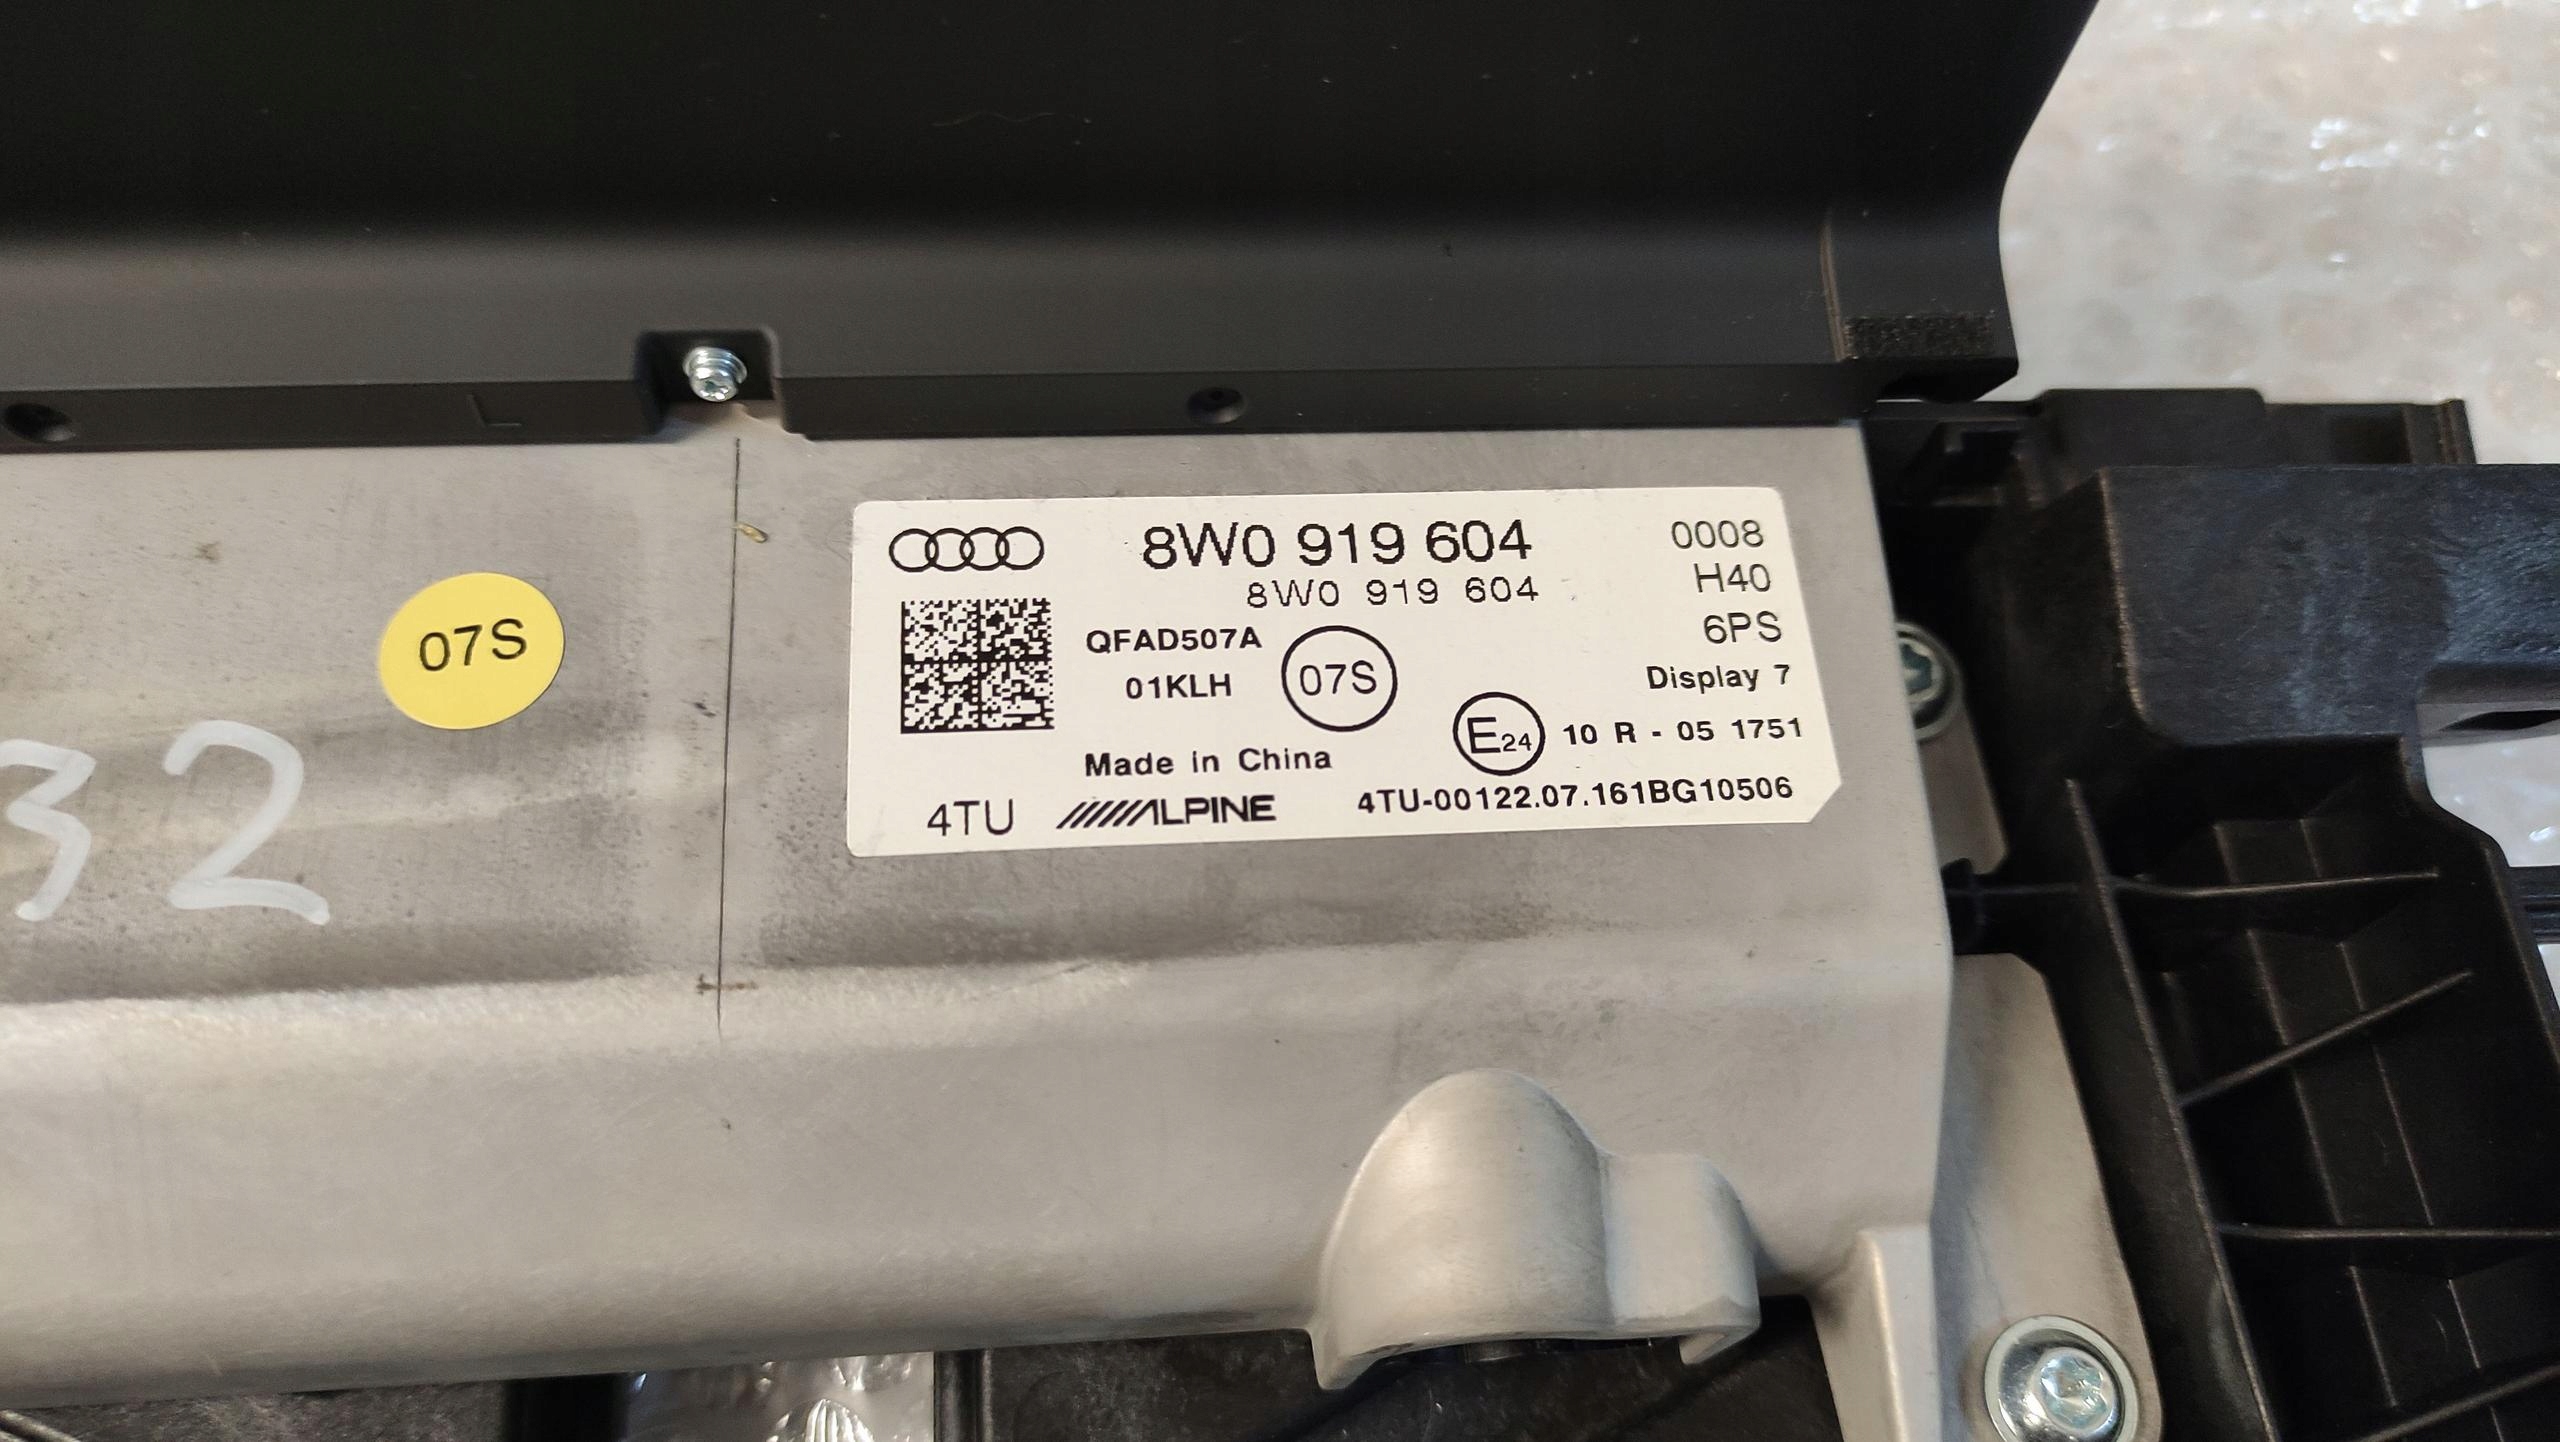 L
07S
32
8W0 919 604
8W0 919 604
0008
H40
6PS
Display 7
QFAD507A
01KLH
07S
E24 10 R - 05 1751
Made in China
4TU ALPINE 4TU-00122.07.161BG10506